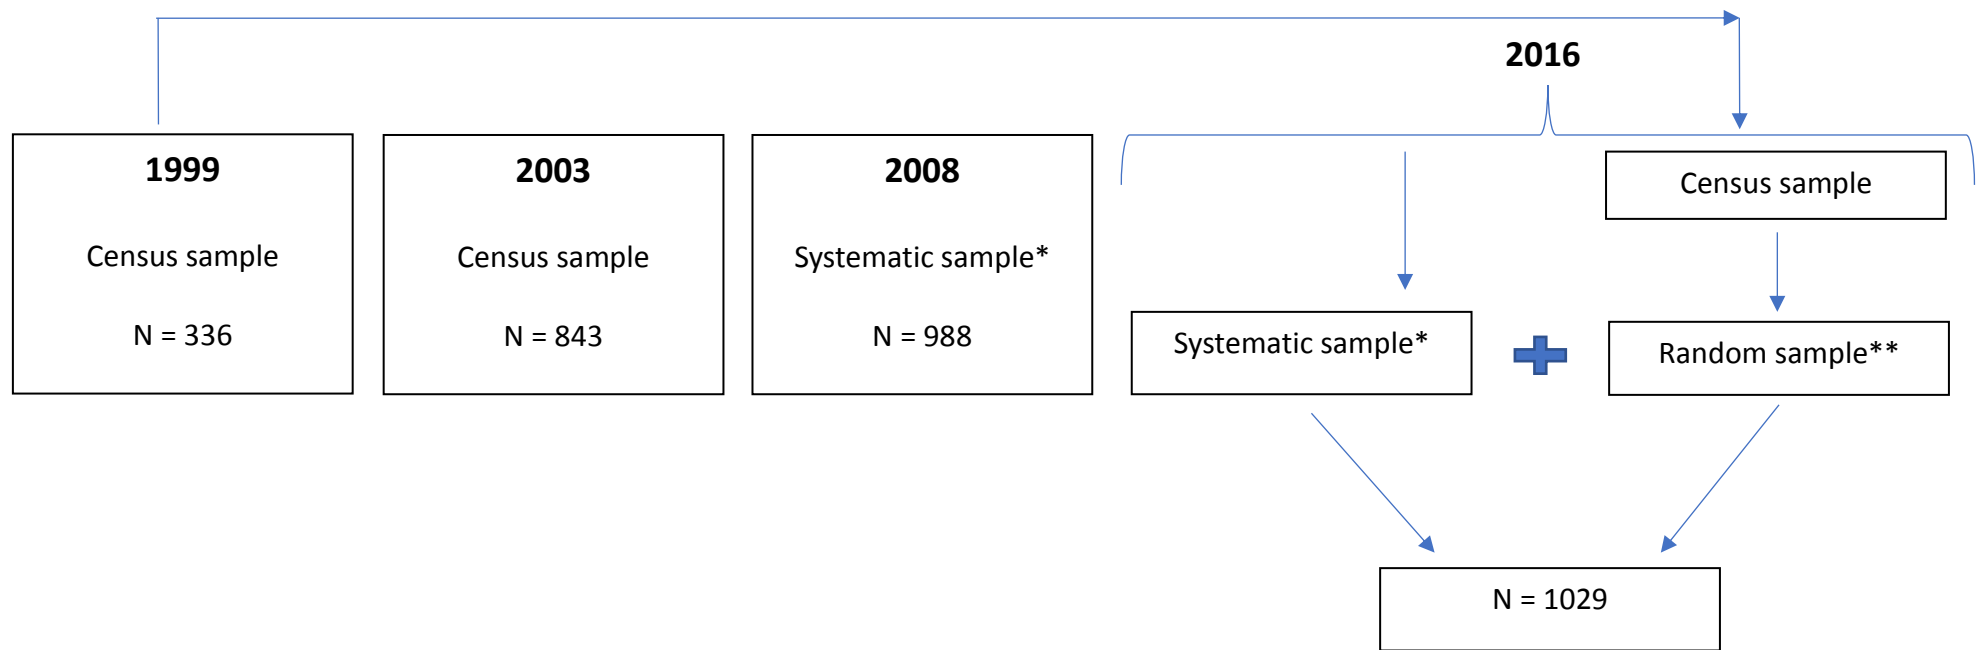 2016
1999
Census sample
N = 336
2003
Census sample
N = 843
2008
Systematic sample*
N = 988
Census sample
Systematic sample*
Random sample**
N = 1029